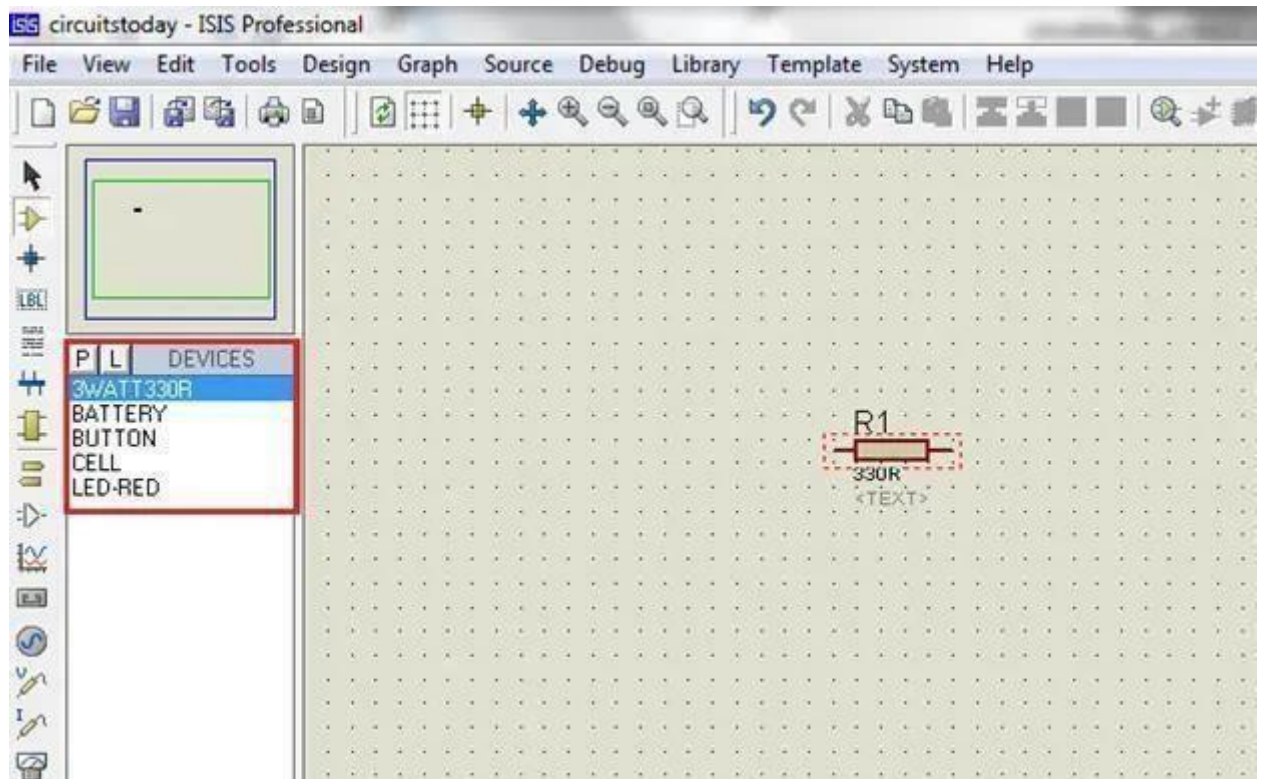 ISIS circuitstoday - ISIS Professional
File View Edit Tools Design Graph Source Debug Library Template System Help
LBL
P L DEVICES
3WATT330R
BATTERY
BUTTON
CELL
LED-RED
R1
330R
<TEXT>
V
I